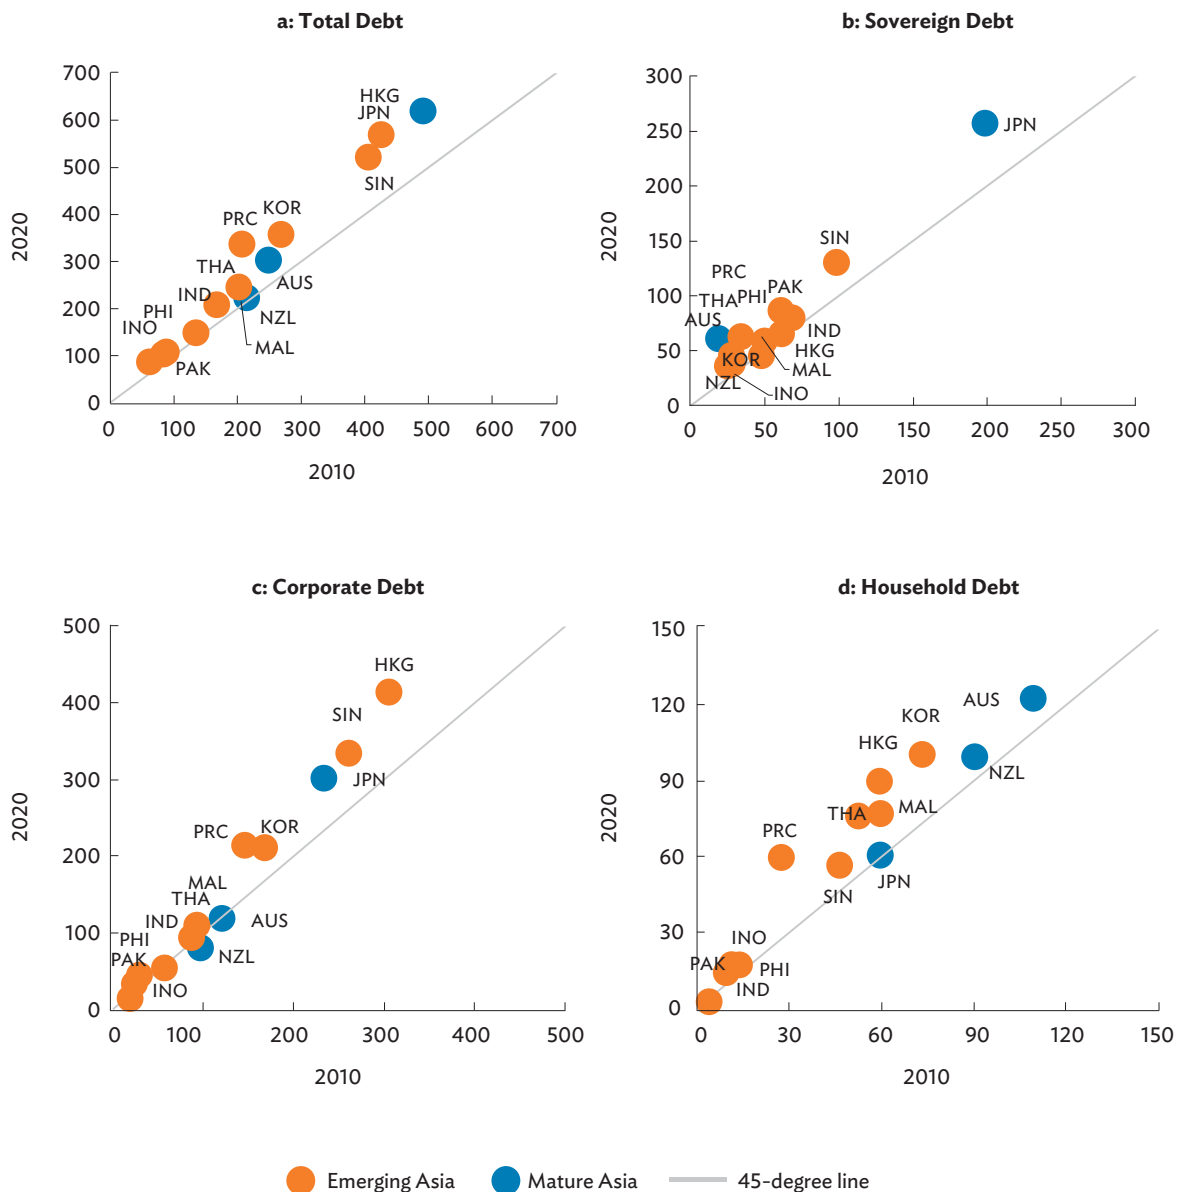 a: Total Debt
700
600
500
400
300
200
100
0
2020
HKG
JPN
SIN
KOR
PRC
THA
AUS
IND
PHI
NZL
INO
MAL
PAK
0 100 200 300 400 500 600 700
2010
b: Sovereign Debt
300
250
200
150
100
50
0
2020
JPN
SIN
PRC
PAK
THA
PHI
AUS
IND
HKG
KOR
MAL
NZL
INO
0 50 100 150 200 250 300
2010
c: Corporate Debt
500
400
300
200
100
0
2020
HKG
SIN
JPN
PRC
KOR
MAL
THA
IND
AUS
PHI
NZL
PAK
INO
0 100 200 300 400 500
2010
d: Household Debt
150
120
90
60
30
0
2020
AUS
KOR
HKG
NZL
THA
MAL
PRC
SIN
JPN
INO
PAK
PHI
IND
0 30 60 90 120 150
2010
Emerging Asia Mature Asia 45-degree line